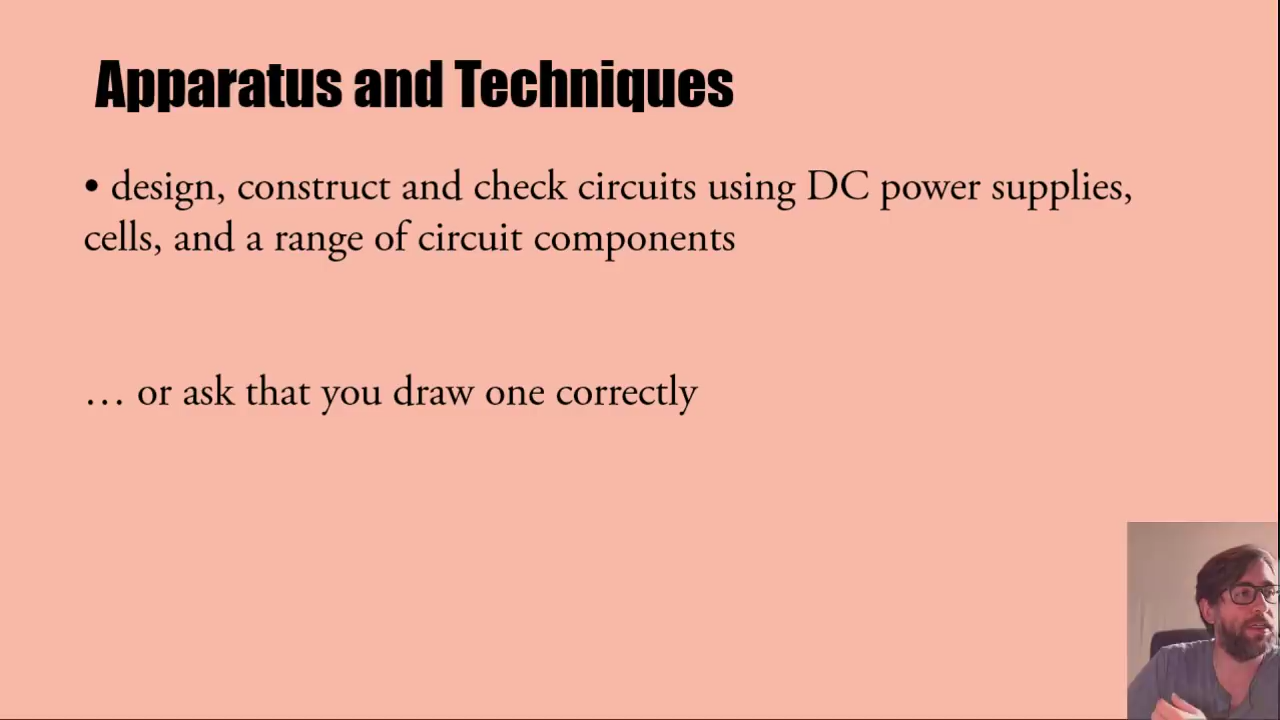 Apparatus and Techniques
• design, construct and check circuits using DC power supplies,
cells, and a range of circuit components
… or ask that you draw one correctly